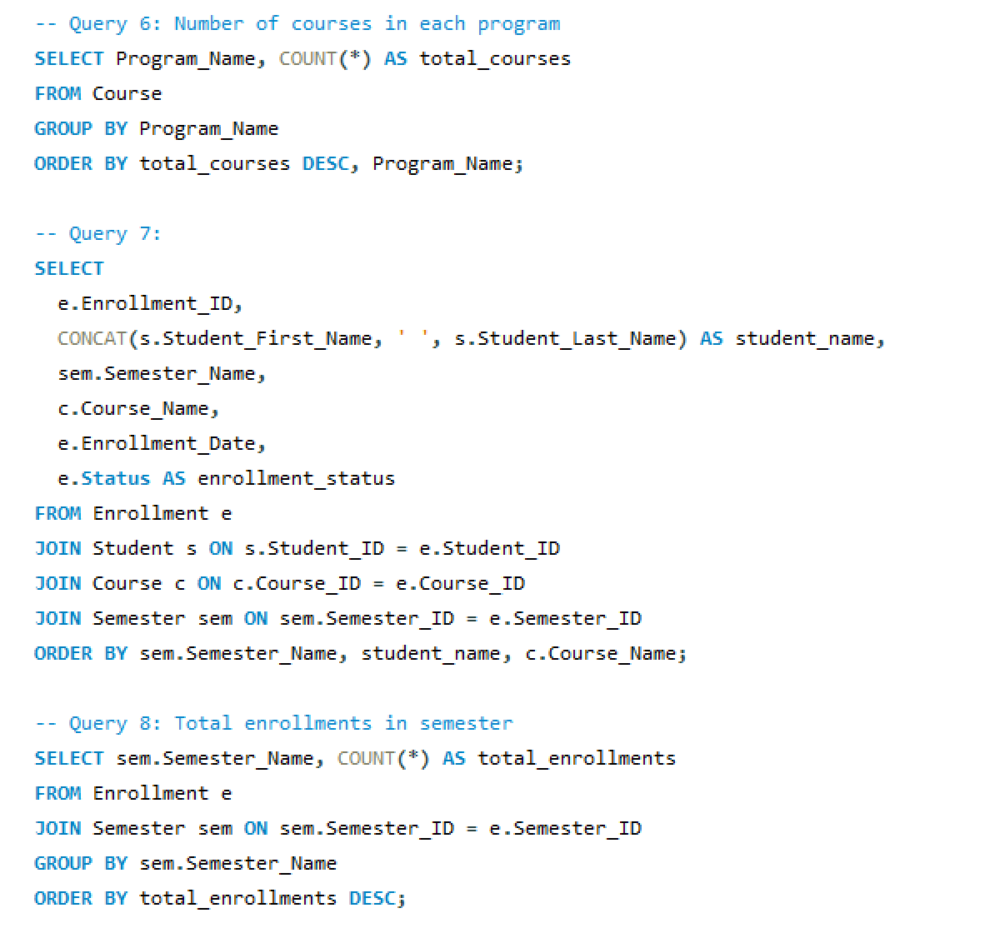 -- Query 6: Number of courses in each program
SELECT Program_Name, COUNT(*) AS total_courses
FROM Course
GROUP BY Program_Name
ORDER BY total_courses DESC, Program_Name;
-- Query 7:
SELECT
  e.Enrollment_ID,
  CONCAT(s.Student_First_Name, ' ', s.Student_Last_Name) AS student_name,
  sem.Semester_Name,
  c.Course_Name,
  e.Enrollment_Date,
  e.Status AS enrollment_status
FROM Enrollment e
JOIN Student s ON s.Student_ID = e.Student_ID
JOIN Course c ON c.Course_ID = e.Course_ID
JOIN Semester sem ON sem.Semester_ID = e.Semester_ID
ORDER BY sem.Semester_Name, student_name, c.Course_Name;
-- Query 8: Total enrollments in semester
SELECT sem.Semester_Name, COUNT(*) AS total_enrollments
FROM Enrollment e
JOIN Semester sem ON sem.Semester_ID = e.Semester_ID
GROUP BY sem.Semester_Name
ORDER BY total_enrollments DESC;